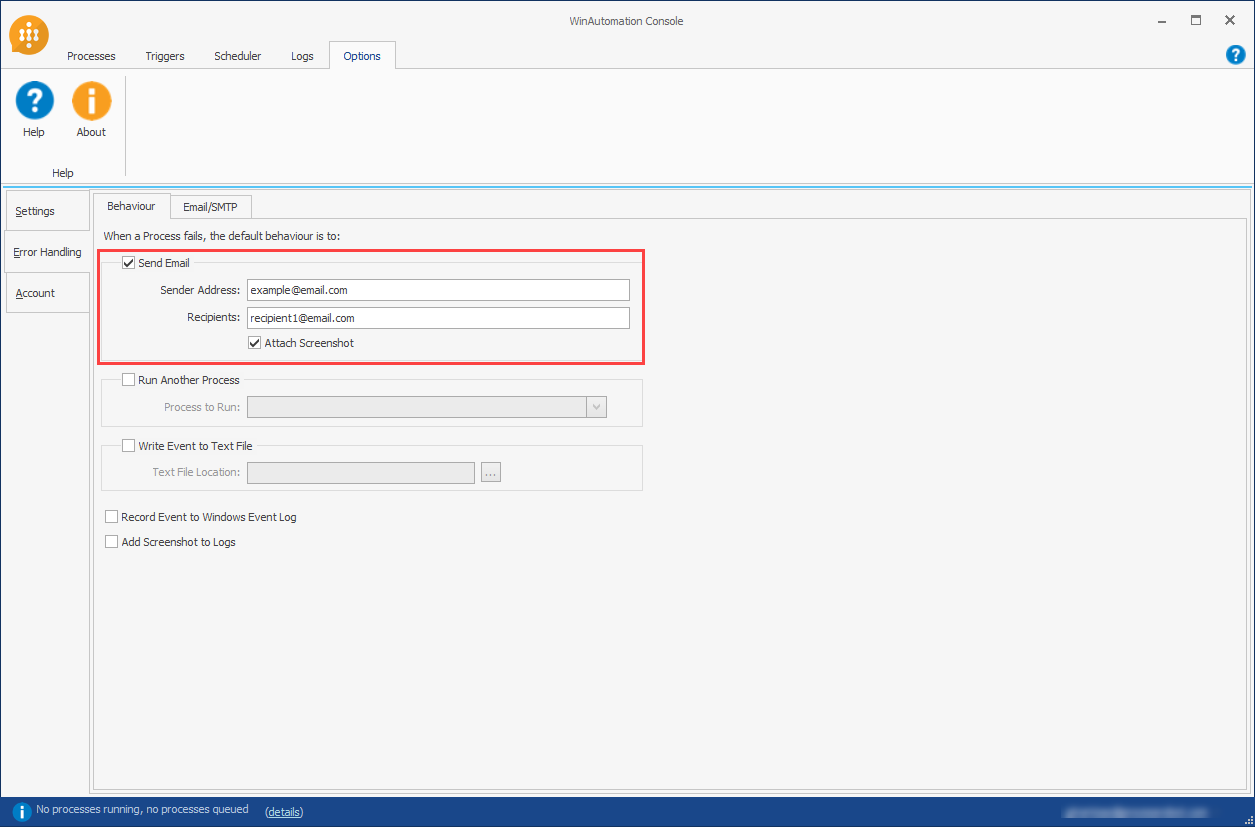 WinAutomation Console
Processes Triggers Scheduler Logs Options
?
? i
Help About
Help
Settings
Error Handling
Account
Behaviour Email/SMTP
When a Process fails, the default behaviour is to:
Send Email
Sender Address: example@email.com
Recipients: recipient1@email.com
Attach Screenshot
Run Another Process
Process to Run:
Write Event to Text File
Text File Location: ...
Record Event to Windows Event Log
Add Screenshot to Logs
i No processes running, no processes queued (details)